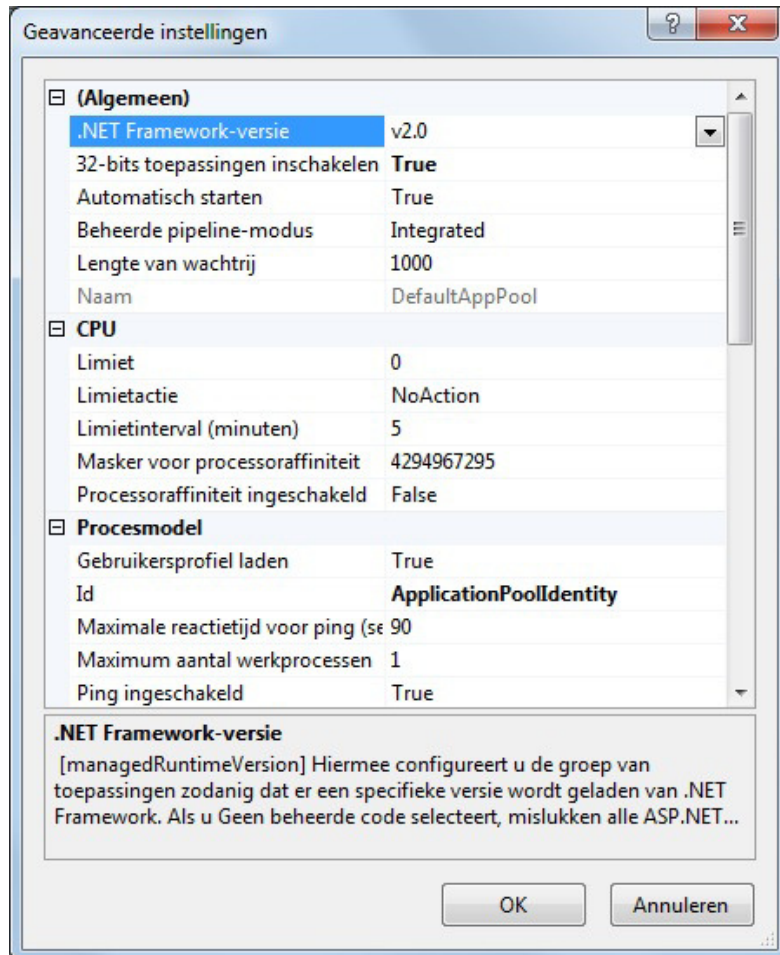 Geavanceerde instellingen
(Algemeen)
.NET Framework-versie v2.0
32-bits toepassingen inschakelen True
Automatisch starten True
Beheerde pipeline-modus Integrated
Lengte van wachtrij 1000
Naam DefaultAppPool
CPU
Limiet 0
Limietactie NoAction
Limietinterval (minuten) 5
Masker voor processoraffiniteit 4294967295
Processoraffiniteit ingeschakeld False
Procesmodel
Gebruikersprofiel laden True
Id ApplicationPoolIdentity
Maximale reactietijd voor ping (se 90
Maximum aantal werkprocessen 1
Ping ingeschakeld True
.NET Framework-versie
[managedRuntimeVersion] Hiermee configureert u de groep van
toepassingen zodanig dat er een specifieke versie wordt geladen van .NET
Framework. Als u Geen beheerde code selecteert, mislukken alle ASP.NET...
OK Annuleren